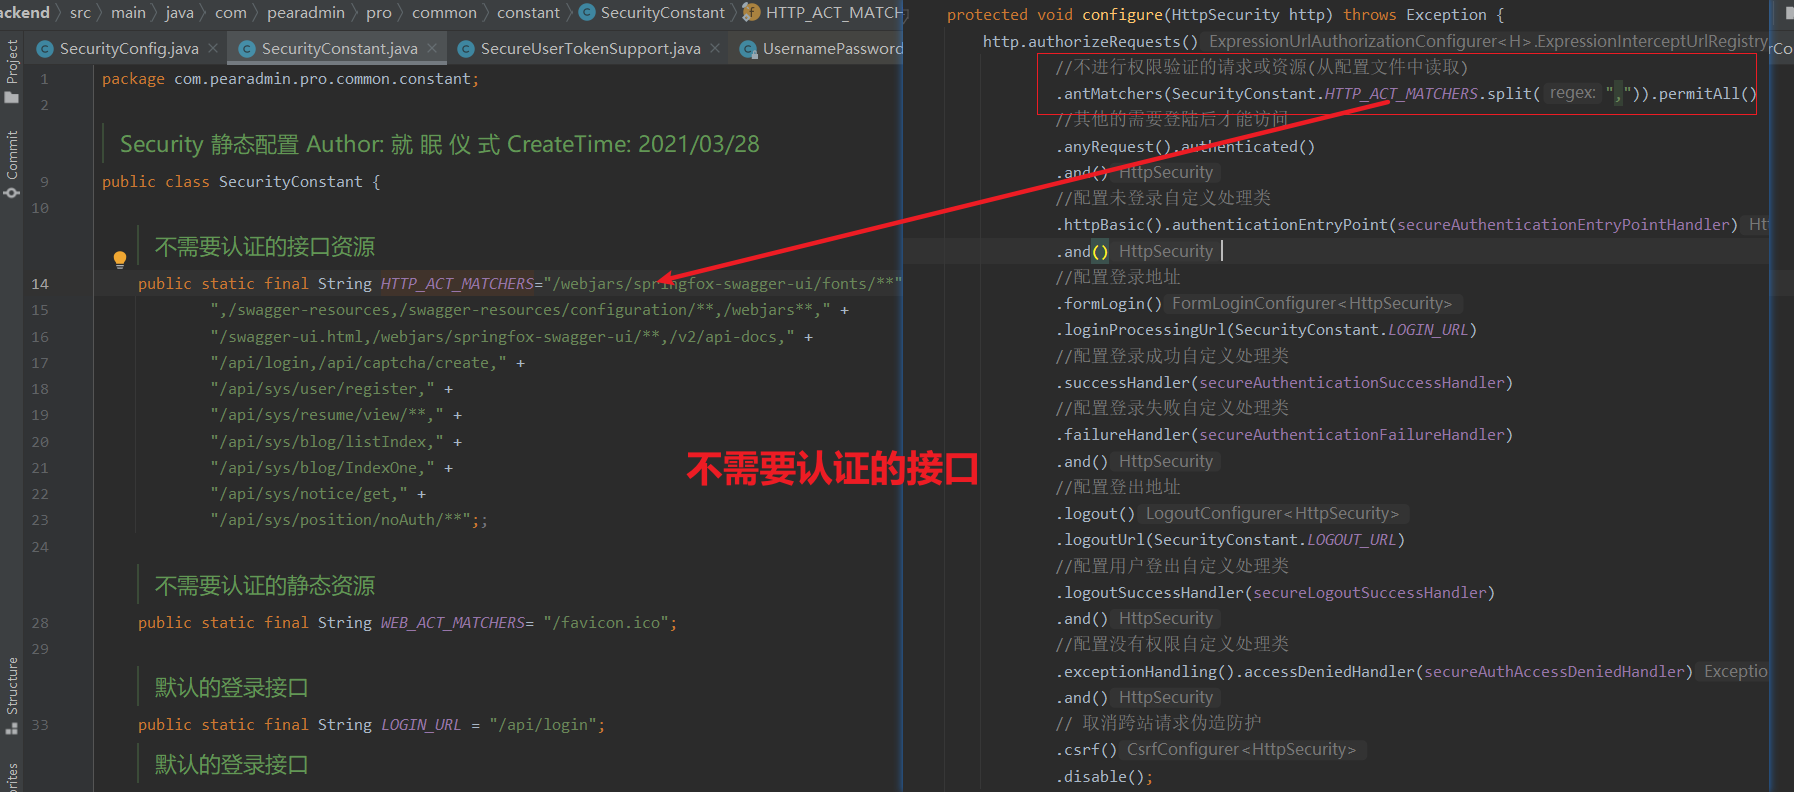 ackend 〉 src 〉 main 〉 java 〉 com 〉 pearadmin 〉 pro 〉 common 〉 constant 〉 SecurityConstant 〉 HTTP_ACT_MATCH
SecurityConfig.java × SecurityConstant.java × SecureUserTokenSupport.java × UsernamePassword
Project
Commit
Structure
orites
1 package com.pearadmin.pro.common.constant;
2
Security 静态配置 Author: 就 眠 仪 式 CreateTime: 2021/03/28
9 public class SecurityConstant {
10
不需要认证的接口资源
14 public static final String HTTP_ACT_MATCHERS="/webjars/springfox-swagger-ui/fonts/**"
15 ",/swagger-resources,/swagger-resources/configuration/**,/webjars**," +
16 "/swagger-ui.html,/webjars/springfox-swagger-ui/**,/v2/api-docs," +
17 "/api/login,/api/captcha/create," +
18 "/api/sys/user/register," +
19 "/api/sys/resume/view/**," +
20 "/api/sys/blog/listIndex," +
21 "/api/sys/blog/IndexOne," +
22 "/api/sys/notice/get," +
23 "/api/sys/position/noAuth/**";;
24
不需要认证的静态资源
28 public static final String WEB_ACT_MATCHERS= "/favicon.ico";
29
默认的登录接口
33 public static final String LOGIN_URL = "/api/login";
默认的登录接口
不需要认证的接口
protected void configure(HttpSecurity http) throws Exception {
http.authorizeRequests() ExpressionUrlAuthorizationConfigurer<H>.ExpressionInterceptUrlRegistry
//不进行权限验证的请求或资源(从配置文件中读取)
.antMatchers(SecurityConstant.HTTP_ACT_MATCHERS.split( regex: ",")).permitAll()
//其他的需要登陆后才能访问
.anyRequest().authenticated()
.and() HttpSecurity
//配置未登录自定义处理类
.httpBasic().authenticationEntryPoint(secureAuthenticationEntryPointHandler) Ht
.and() HttpSecurity
//配置登录地址
.formLogin() FormLoginConfigurer<HttpSecurity>
.loginProcessingUrl(SecurityConstant.LOGIN_URL)
//配置登录成功自定义处理类
.successHandler(secureAuthenticationSuccessHandler)
//配置登录失败自定义处理类
.failureHandler(secureAuthenticationFailureHandler)
.and() HttpSecurity
//配置登出地址
.logout() LogoutConfigurer<HttpSecurity>
.logoutUrl(SecurityConstant.LOGOUT_URL)
//配置用户登出自定义处理类
.logoutSuccessHandler(secureLogoutSuccessHandler)
.and() HttpSecurity
//配置没有权限自定义处理类
.exceptionHandling().accessDeniedHandler(secureAuthAccessDeniedHandler) Exceptio
.and() HttpSecurity
// 取消跨站请求伪造防护
.csrf() CsrfConfigurer<HttpSecurity>
.disable();
rCo